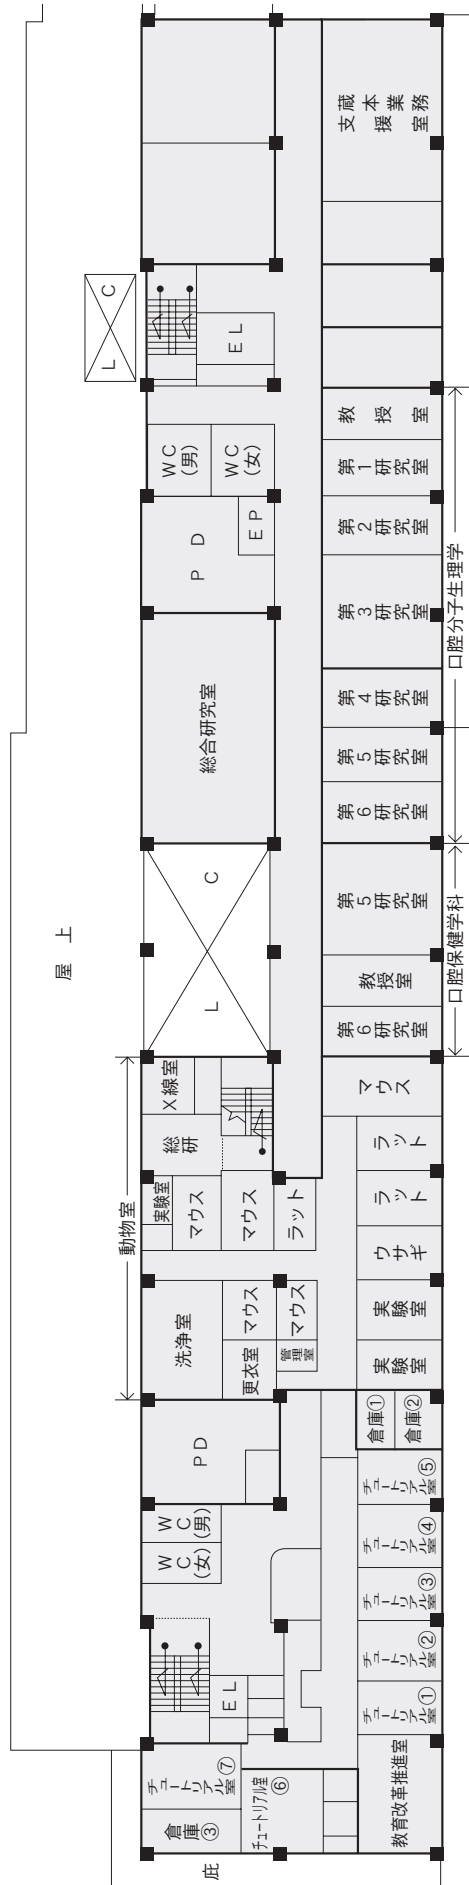 屋上
庇
動物室
倉庫③
チュートリアル室⑦
チュートリアル室⑥
ＥＬ
ＷＣ(女)
ＷＣ(男)
ＰＤ
洗浄室
更衣室
マウス
管理室
マウス
実験室
マウス
総研
マウス
ラット
Ｘ線室
ＬＣ
総合研究室
ＰＤ
ＥＰ
ＷＣ(男)
ＷＣ(女)
ＥＬ
ＬＣ
教育改革推進室
チュートリアル室①
チュートリアル室②
チュートリアル室③
チュートリアル室④
チュートリアル室⑤
倉庫①
倉庫②
実験室
実験室
ウサギ
ラット
ラット
マウス
第６研究室
教授室
第５研究室
第６研究室
第５研究室
第４研究室
第３研究室
第２研究室
第１研究室
教授室
蔵本業務
支援室
口腔保健学科
口腔分子生理学